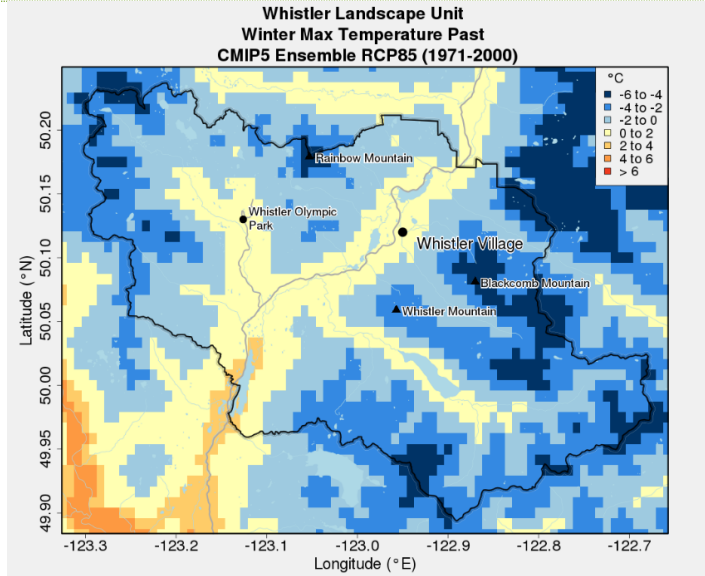 Whistler Landscape Unit
Winter Max Temperature Past
CMIP5 Ensemble RCP85 (1971-2000)
°C
-6 to -4
-4 to -2
-2 to 0
0 to 2
2 to 4
4 to 6
> 6
Rainbow Mountain
Whistler Olympic
Park
Whistler Village
Blackcomb Mountain
Whistler Mountain
Latitude (°N)
50.20
50.15
50.10
50.05
50.00
49.95
49.90
-123.3 -123.2 -123.1 -123.0 -122.9 -122.8 -122.7
Longitude (°E)